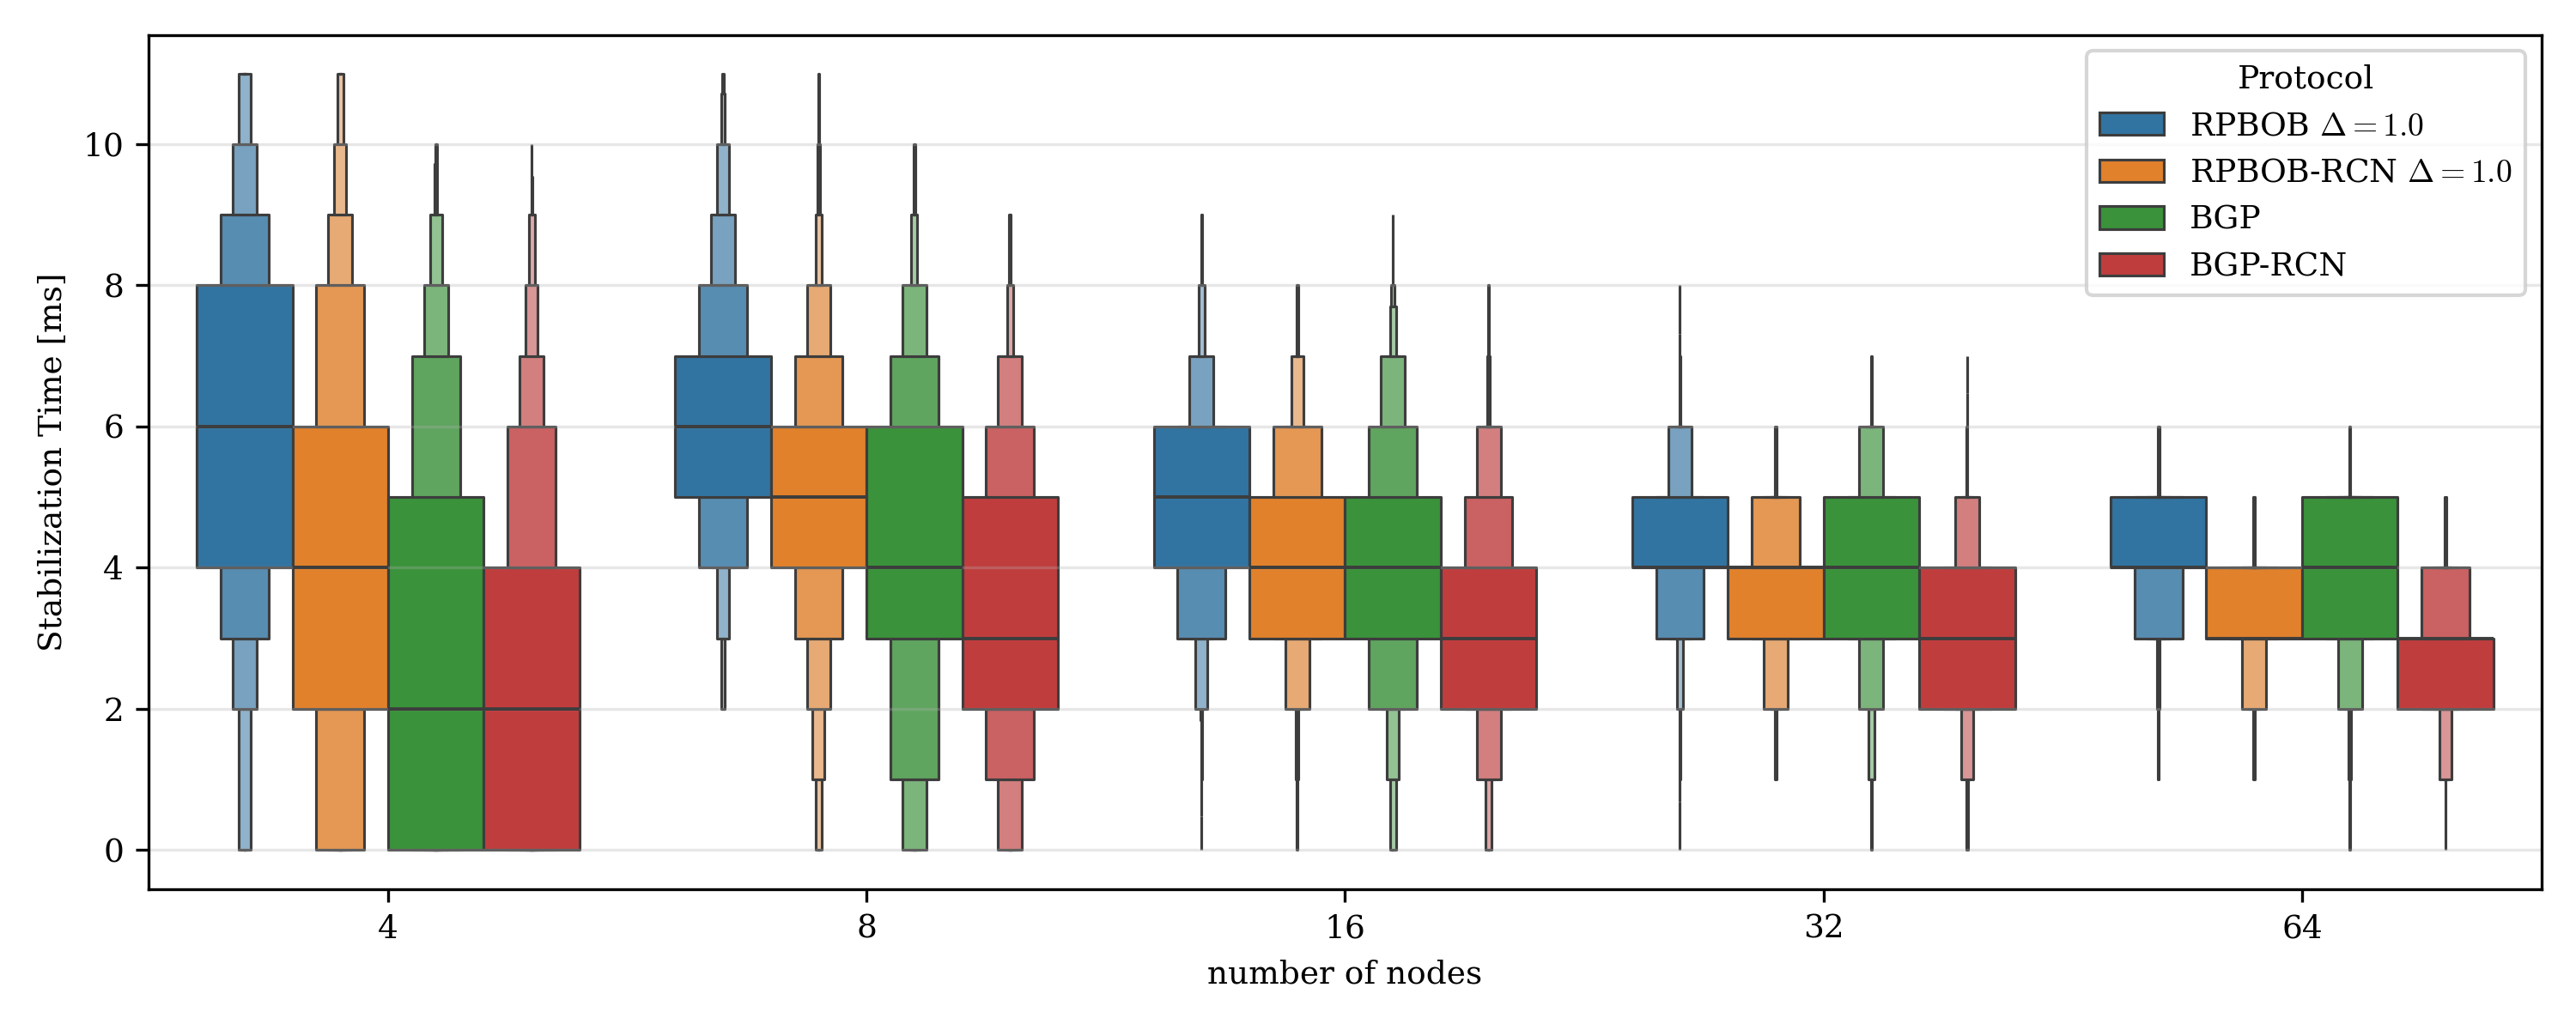 Protocol
RPBOB Δ = 1.0
RPBOB-RCN Δ = 1.0
BGP
BGP-RCN
Stabilization Time [ms]
10
8
6
4
2
0
4 8 16 32 64
number of nodes